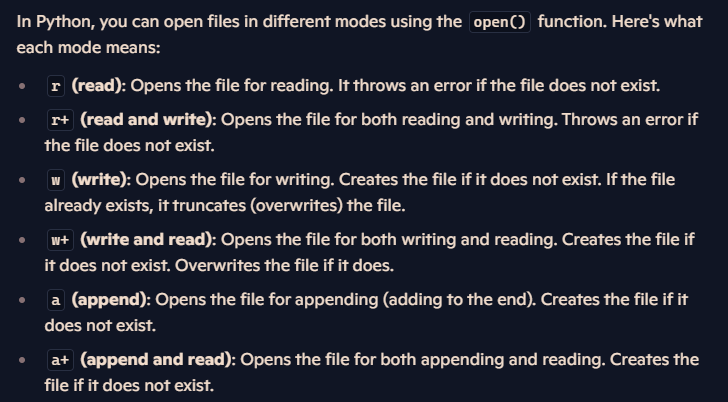 In Python, you can open files in different modes using the open() function. Here's what
each mode means:
• r (read): Opens the file for reading. It throws an error if the file does not exist.
• r+ (read and write): Opens the file for both reading and writing. Throws an error if
the file does not exist.
• w (write): Opens the file for writing. Creates the file if it does not exist. If the file
already exists, it truncates (overwrites) the file.
• w+ (write and read): Opens the file for both writing and reading. Creates the file if
it does not exist. Overwrites the file if it does.
• a (append): Opens the file for appending (adding to the end). Creates the file if it
does not exist.
• a+ (append and read): Opens the file for both appending and reading. Creates the
file if it does not exist.